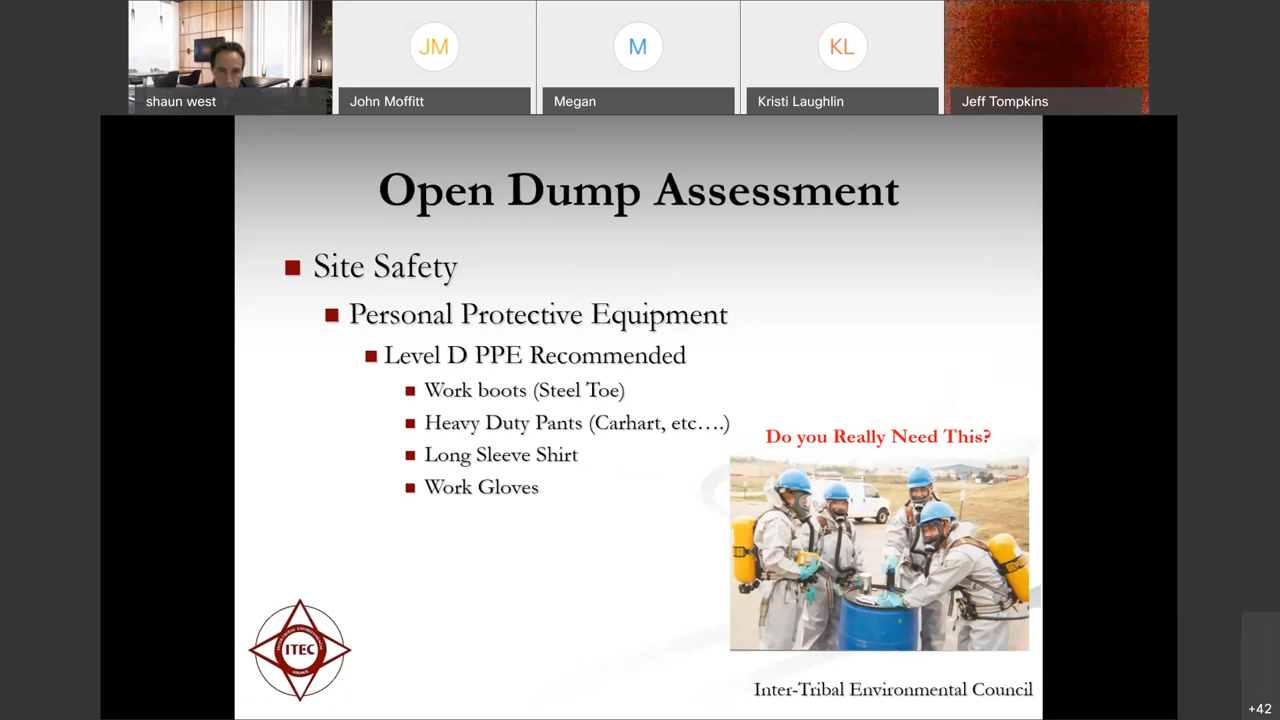 JM
M
KL
shaun west
John Moffitt
Megan
Kristi Laughlin
Jeff Tompkins
Open Dump Assessment
Site Safety
Personal Protective Equipment
Level D PPE Recommended
Work boots (Steel Toe)
Heavy Duty Pants (Carhart, etc….)
Long Sleeve Shirt
Work Gloves
Do you Really Need This?
ITEC
Inter-Tribal Environmental Council
+42